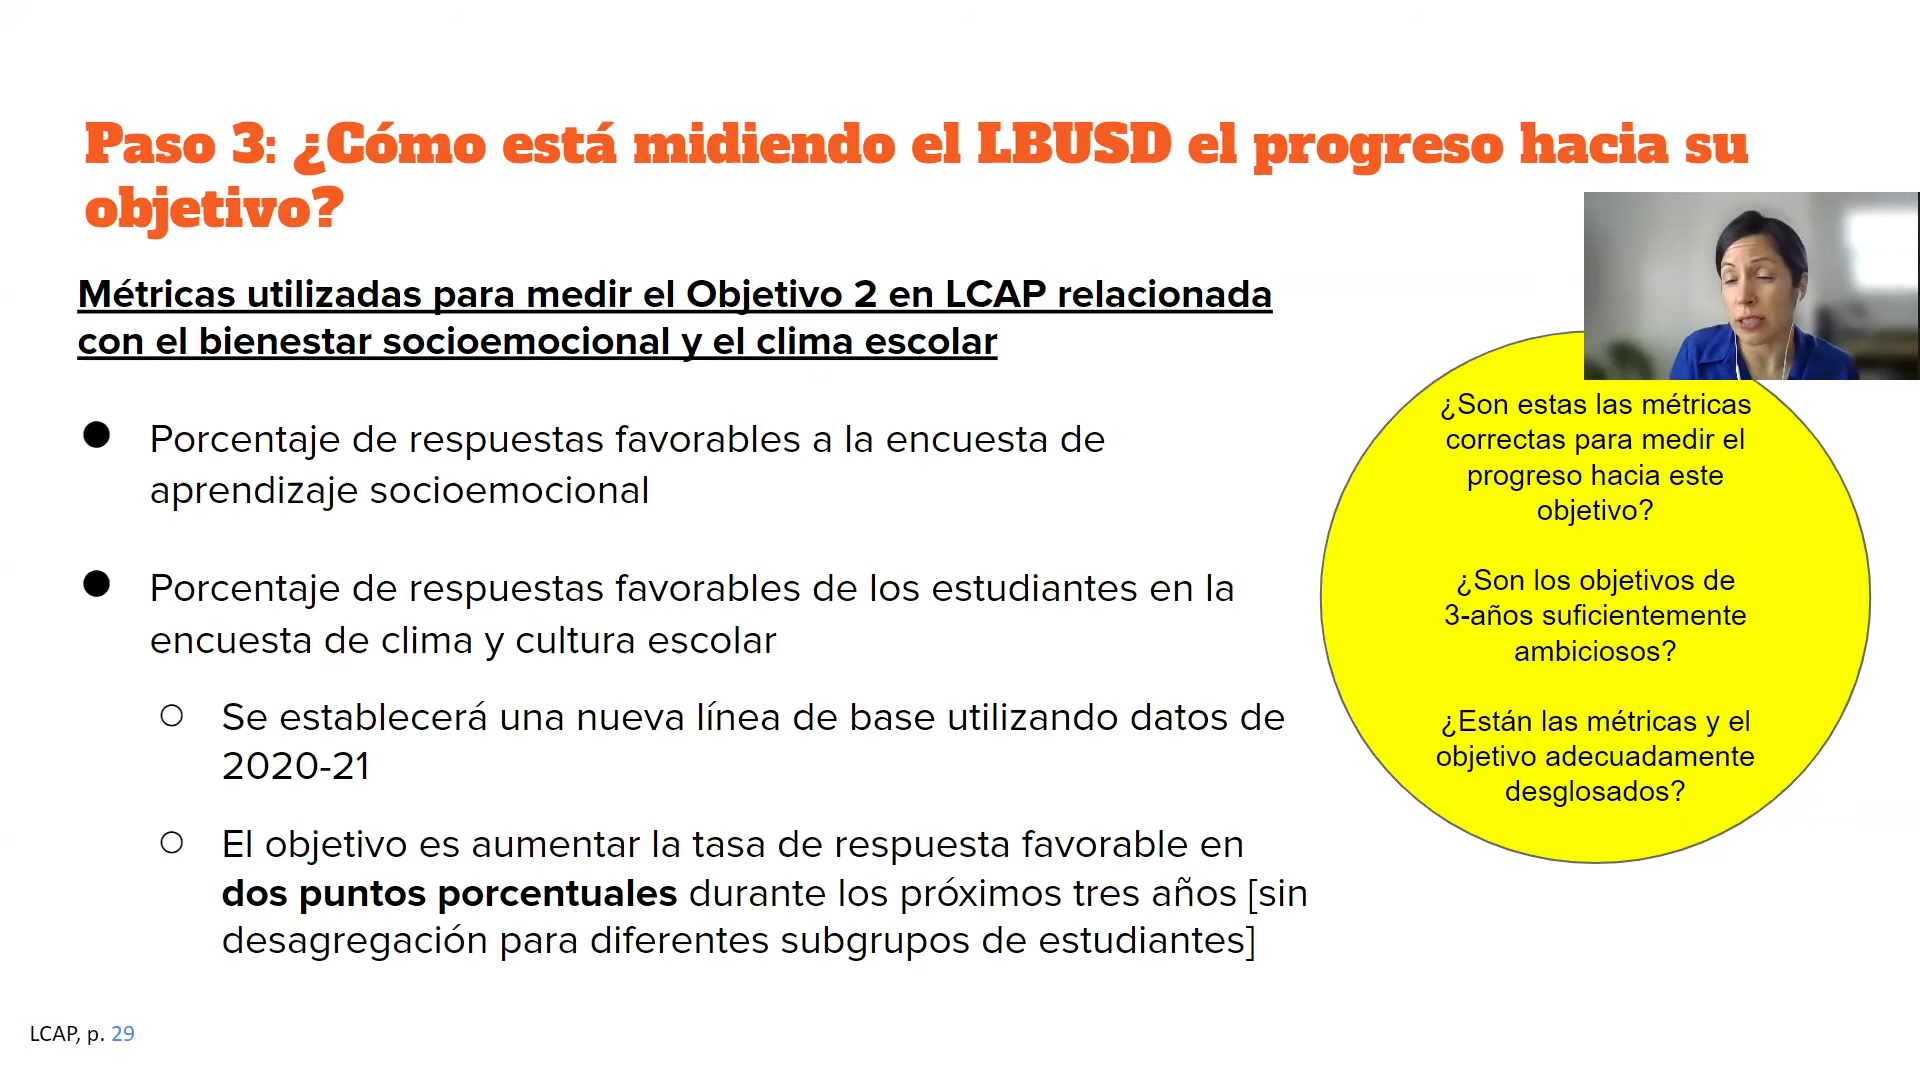 Paso 3: ¿Cómo está midiendo el LBUSD el progreso hacia su
objetivo?
Métricas utilizadas para medir el Objetivo 2 en LCAP relacionada
con el bienestar socioemocional y el clima escolar
● Porcentaje de respuestas favorables a la encuesta de
aprendizaje socioemocional
● Porcentaje de respuestas favorables de los estudiantes en la
encuesta de clima y cultura escolar
○ Se establecerá una nueva línea de base utilizando datos de
2020-21
○ El objetivo es aumentar la tasa de respuesta favorable en
dos puntos porcentuales durante los próximos tres años [sin
desagregación para diferentes subgrupos de estudiantes]
¿Son estas las métricas
correctas para medir el
progreso hacia este
objetivo?
¿Son los objetivos de
3-años suficientemente
ambiciosos?
¿Están las métricas y el
objetivo adecuadamente
desglosados?
LCAP, p. 29